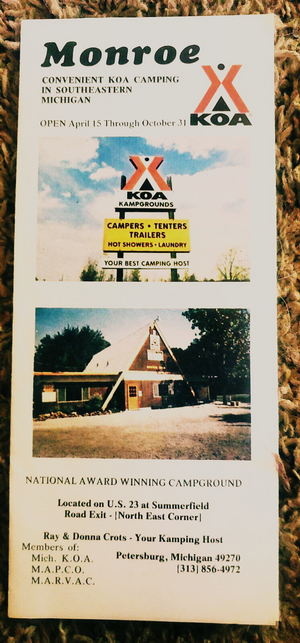 Monroe
CONVENIENT KOA CAMPING
IN SOUTHEASTERN
MICHIGAN
OPEN April 15 Through October 31
KOA
KOA
KAMPGROUNDS
CAMPERS • TENTERS
TRAILERS
HOT SHOWERS • LAUNDRY
YOUR BEST CAMPING HOST
NATIONAL AWARD WINNING CAMPGROUND
Located on U.S. 23 at Summerfield
Road Exit - [North East Corner]
Ray & Donna Crots - Your Kamping Host
Members of:
Mich. K.O.A.
M.A.P.C.O.
M.A.R.V.A.C.
Petersburg, Michigan 49270
[313] 856-4972